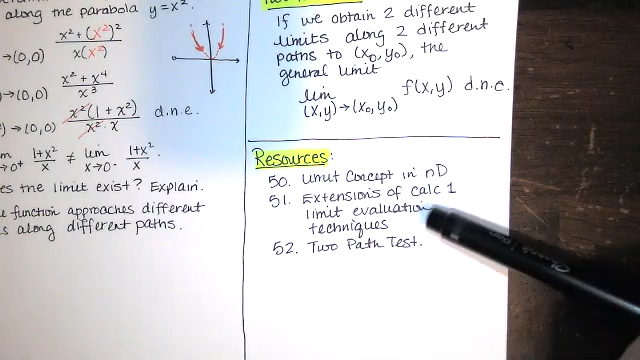 along the parabola y = x².
→(0,0) x² + (x²)² / x(x²)
) → (0,0) x² + x⁴ / x³
) → (0,0) x²(1 + x²) / x² · x d.n.e.
x→0⁺ 1+x² / x ≠ lim x→0⁻ 1+x² / x .
the limit exist? Explain.
function approaches different
along different paths.
If we obtain 2 different
limits along 2 different
paths to (x₀, y₀), the
general limit
lim (x,y) → (x₀, y₀) f(x,y) d.n.e.
Resources:
50. Limit Concept in nD
51. Extensions of calc 1
limit evaluation
techniques
52. Two Path Test.